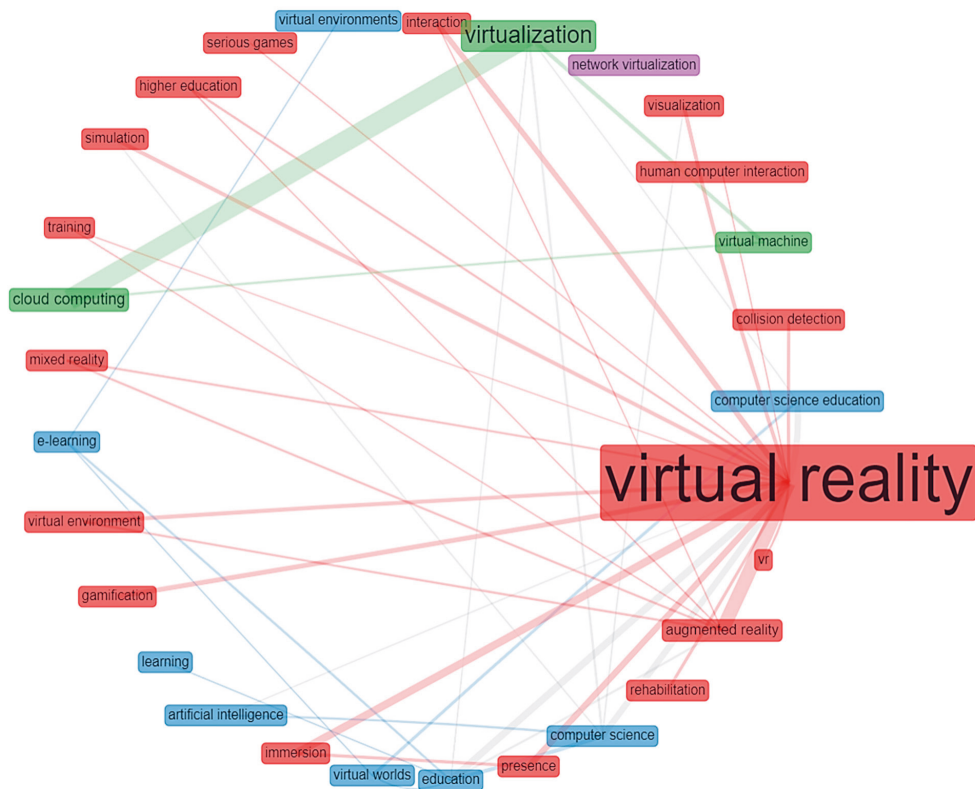 virtual environments
interaction
virtualization
serious games
network virtualization
higher education
visualization
simulation
human computer interaction
training
virtual machine
cloud computing
collision detection
mixed reality
computer science education
e-learning
virtual reality
virtual environment
vr
gamification
augmented reality
learning
rehabilitation
artificial intelligence
computer science
immersion
presence
virtual worlds
education